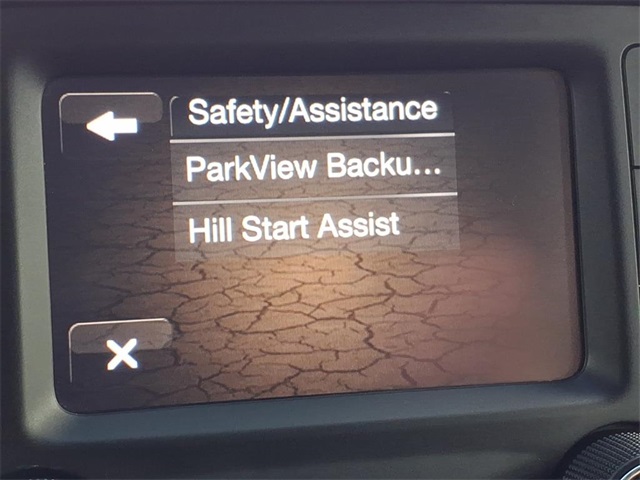 Safety/Assistance
ParkView Backu...
Hill Start Assist